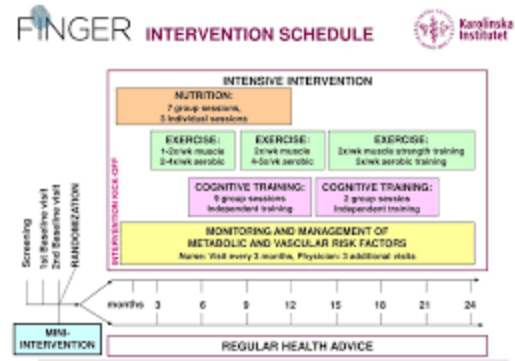 FINGER
INTERVENTION SCHEDULE
Karolinska
Institutet
INTENSIVE INTERVENTION
NUTRITION:
7 group sessions,
3 individual sessions
EXERCISE:
1-2x/wk muscle
2-4x/wk aerobic
EXERCISE:
2x/wk muscle
4-5x/wk aerobic
EXERCISE:
2x/wk muscle strength training
5x/wk aerobic training
COGNITIVE TRAINING:
9 group sessions
Independent training
COGNITIVE TRAINING:
2 group session
Independent training
MONITORING AND MANAGEMENT OF
METABOLIC AND VASCULAR RISK FACTORS
Nurse: Visit every 3 months, Physician: 3 additional visits
INTERVENTION KICK-OFF
Screening
1st Baseline visit
2nd Baseline visit
RANDOMIZATION
months 3 6 9 12 15 18 21 24
MINI-
INTERVENTION
REGULAR HEALTH ADVICE